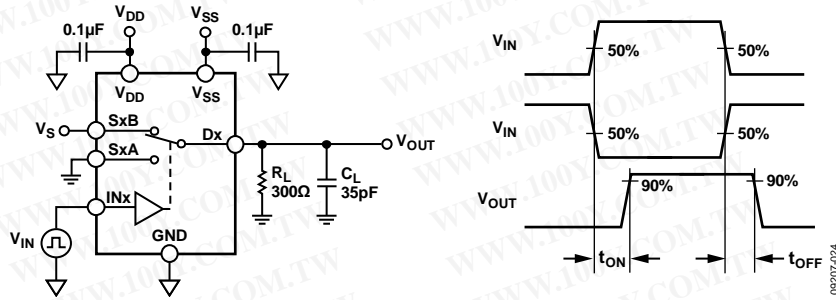 VDD
VSS
0.1µF
0.1µF
VDD
VSS
VS
SxB
Dx
VOUT
SxA
RL
300Ω
CL
35pF
INx
VIN
GND
VIN
50%
50%
VIN
50%
50%
VOUT
90%
90%
tON
tOFF
09207-024
WWW.100Y.COM.TW